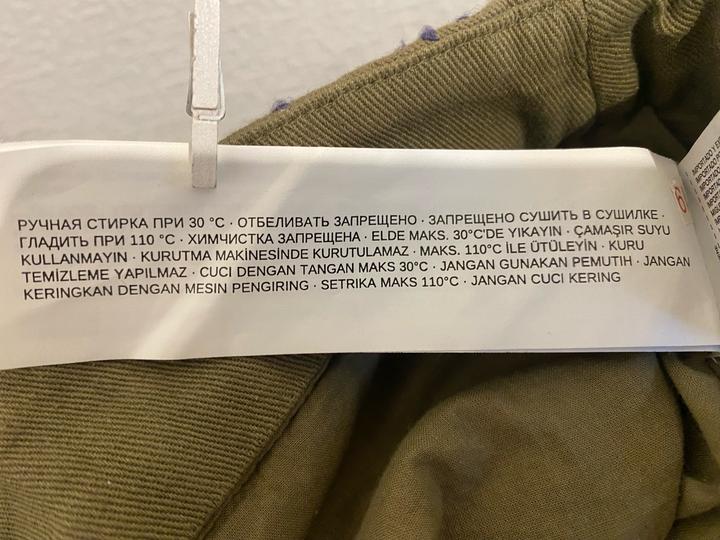 РУЧНАЯ СТИРКА ПРИ 30 °C · ОТБЕЛИВАТЬ ЗАПРЕЩЕНО · ЗАПРЕЩЕНО СУШИТЬ В СУШИЛКЕ ·
ГЛАДИТЬ ПРИ 110 °C · ХИМЧИСТКА ЗАПРЕЩЕНА · ELDE MAKS. 30°C'DE YIKAYIN · ÇAMAŞIR SUYU
KULLANMAYIN · KURUTMA MAKİNESİNDE KURUTULAMAZ · MAKS. 110°C İLE ÜTÜLEYİN · KURU
TEMİZLEME YAPILMAZ · CUCI DENGAN TANGAN MAKS 30°C · JANGAN GUNAKAN PEMUTIH · JANGAN
KERINGKAN DENGAN MESIN PENGIRING · SETRIKA MAKS 110°C · JANGAN CUCI KERING
6